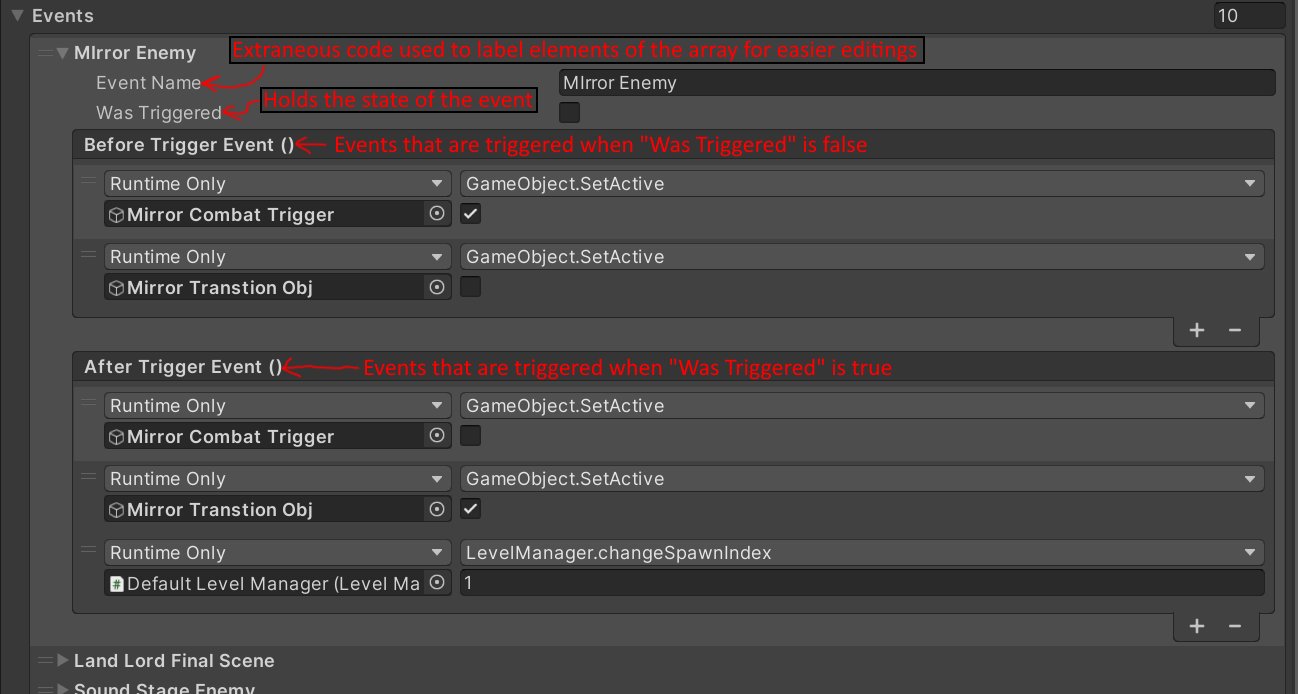 Events 10
MIrror Enemy Extraneous code used to label elements of the array for easier editings
Event Name MIrror Enemy
Was Triggered Holds the state of the event
Before Trigger Event () Events that are triggered when "Was Triggered" is false
Runtime Only GameObject.SetActive
Mirror Combat Trigger
Runtime Only GameObject.SetActive
Mirror Transtion Obj
+ −
After Trigger Event () Events that are triggered when "Was Triggered" is true
Runtime Only GameObject.SetActive
Mirror Combat Trigger
Runtime Only GameObject.SetActive
Mirror Transtion Obj
Runtime Only LevelManager.changeSpawnIndex
# Default Level Manager (Level Ma 1
+ −
Land Lord Final Scene
Sound Stage Enemy